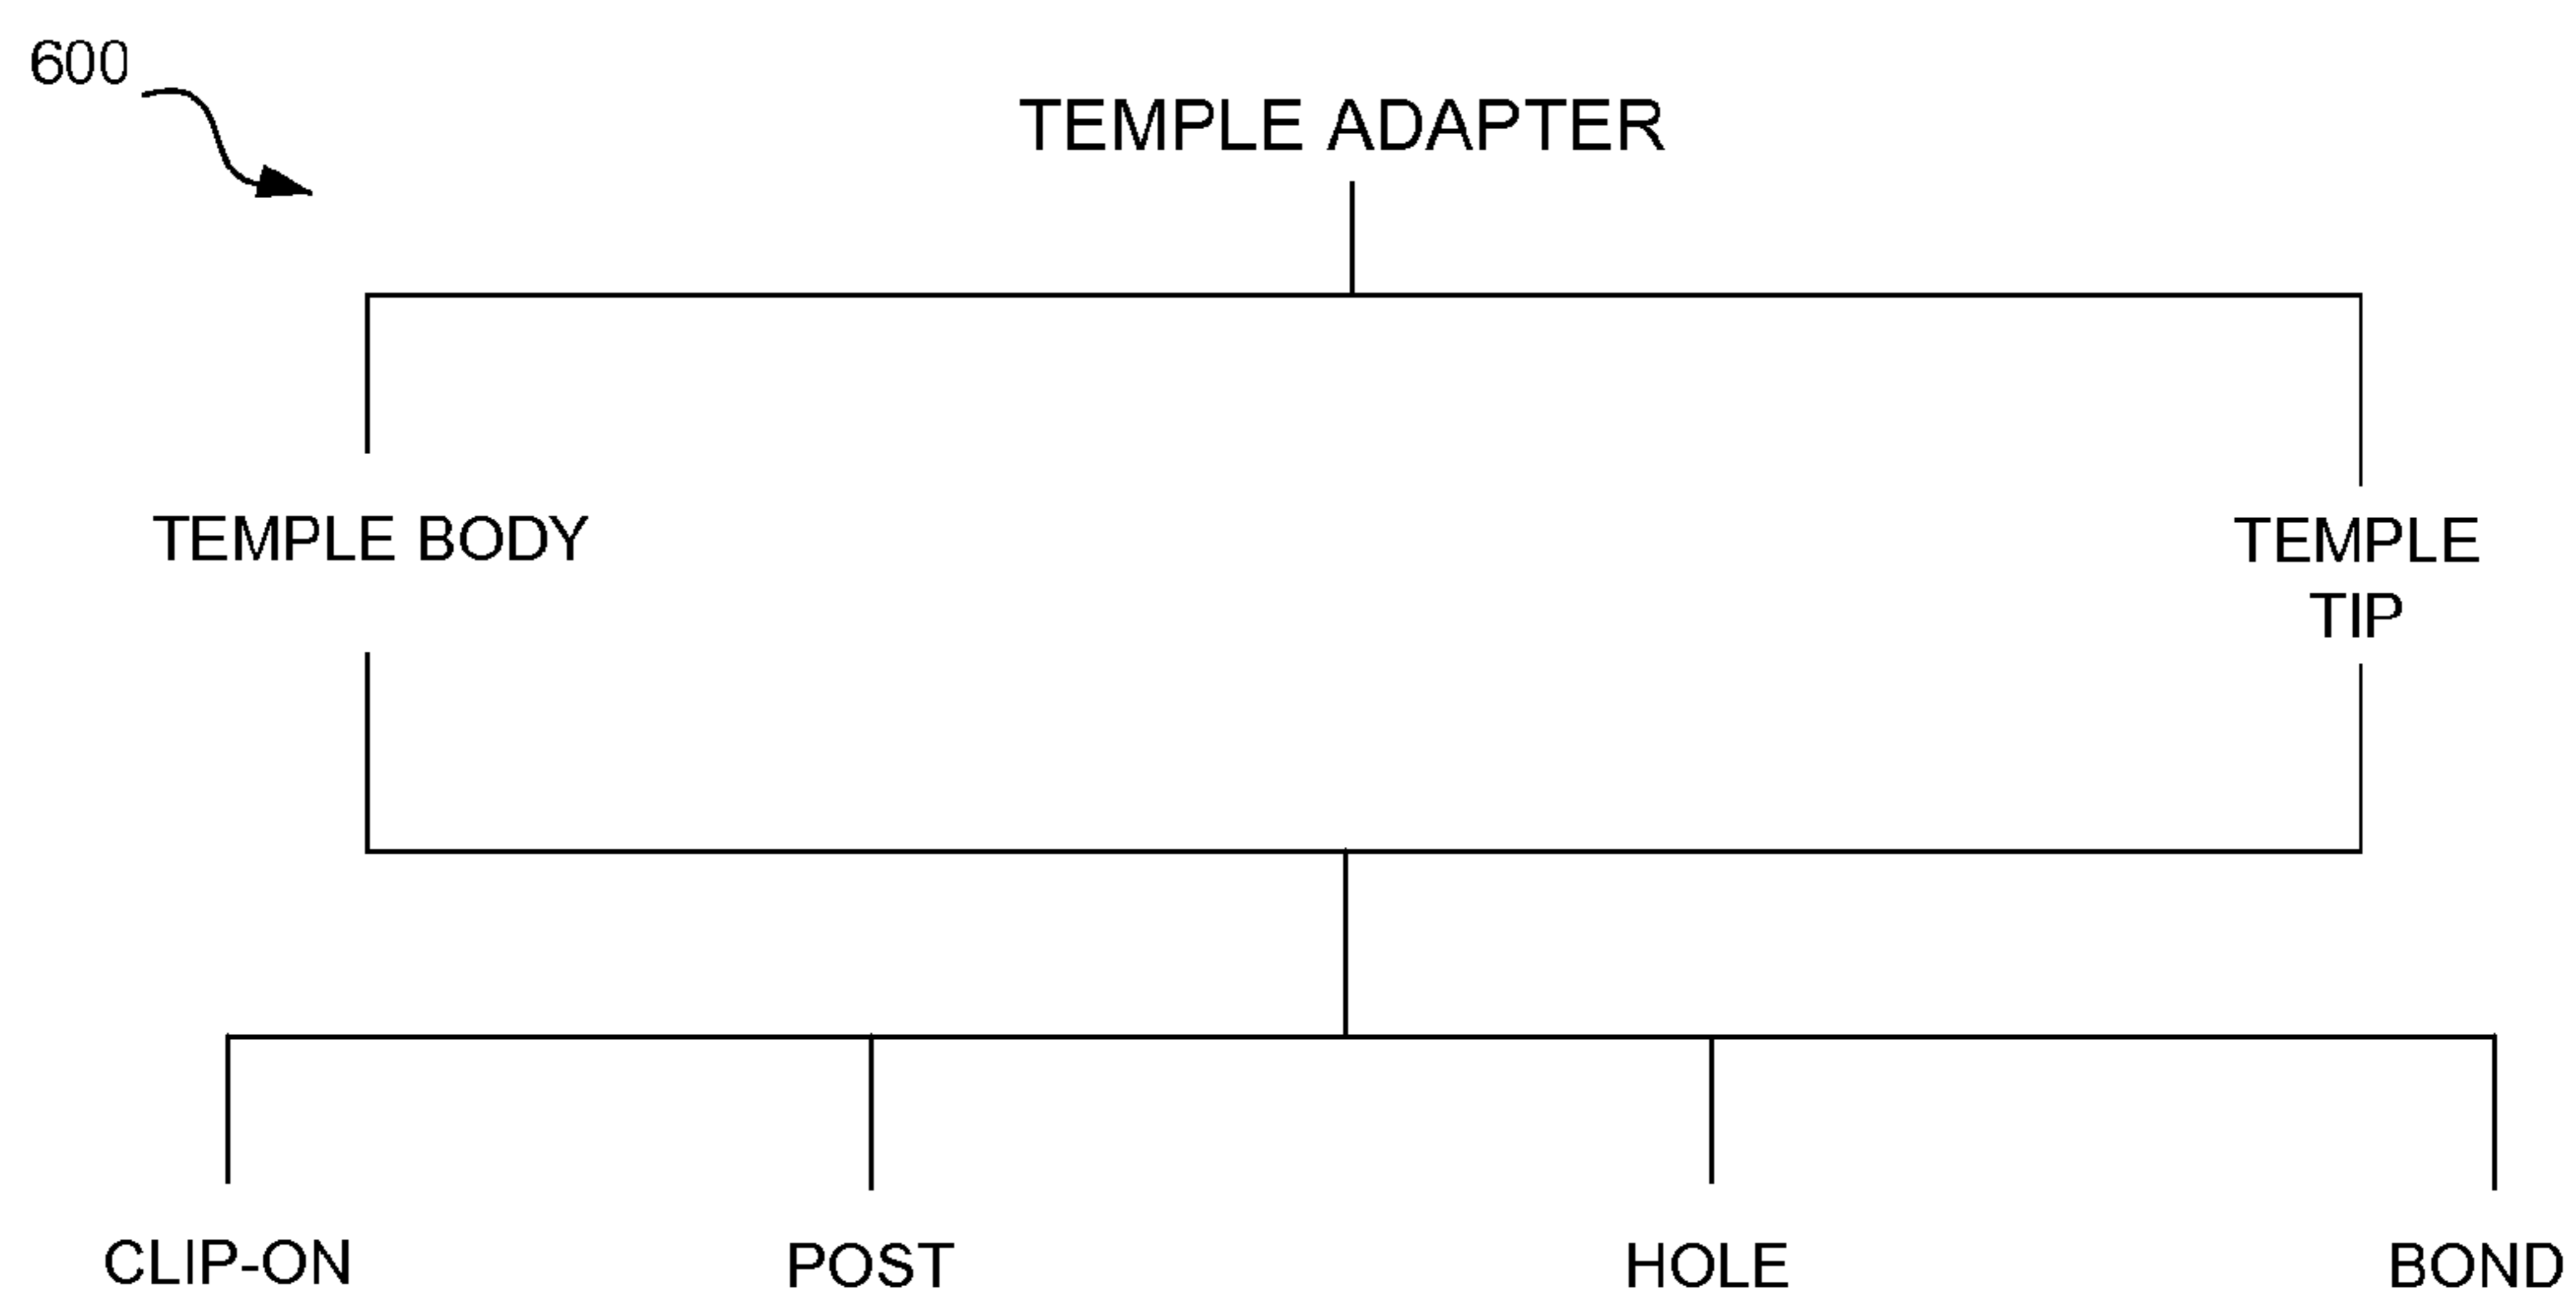 600
TEMPLE ADAPTER
TEMPLE BODY
TEMPLE
TIP
CLIP-ON
POST
HOLE
BOND